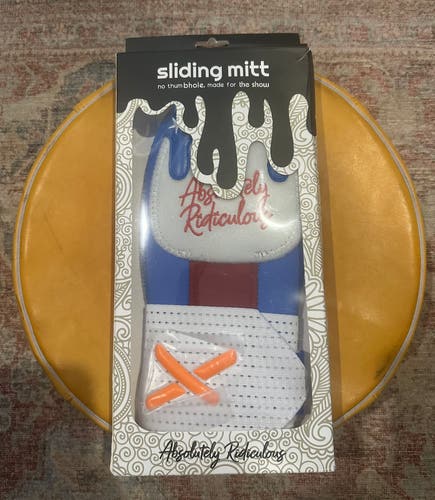 sliding mitt
no thumbhole, made for the show
Absolutely
Ridiculous
Absolutely Ridiculous